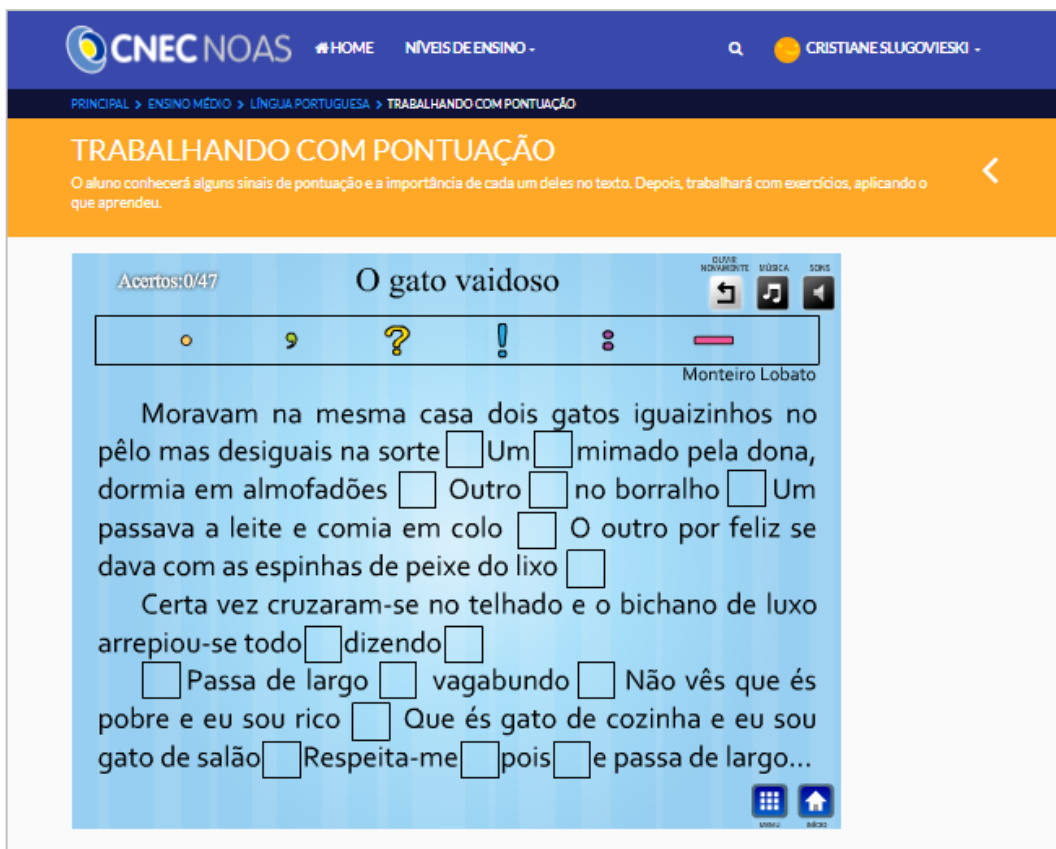 CNEC NOAS HOME NÍVEIS DE ENSINO CRISTIANE SLUGOVIESKI
PRINCIPAL > ENSINO MÉDIO > LÍNGUA PORTUGUESA > TRABALHANDO COM PONTUAÇÃO
TRABALHANDO COM PONTUAÇÃO
O aluno conhecerá alguns sinais de pontuação e a importância de cada um deles no texto. Depois, trabalhará com exercícios, aplicando o
que aprendeu.
Acertos:0/47 O gato vaidoso OUVIR NOVAMENTE MÚSICA SONS
. , ? ! : —
Monteiro Lobato
Moravam na mesma casa dois gatos iguaizinhos no
pêlo mas desiguais na sorte Um mimado pela dona,
dormia em almofadões Outro no borralho Um
passava a leite e comia em colo O outro por feliz se
dava com as espinhas de peixe do lixo
Certa vez cruzaram-se no telhado e o bichano de luxo
arrepiou-se todo dizendo
Passa de largo vagabundo Não vês que és
pobre e eu sou rico Que és gato de cozinha e eu sou
gato de salão Respeita-me pois e passa de largo...
MENU INÍCIO